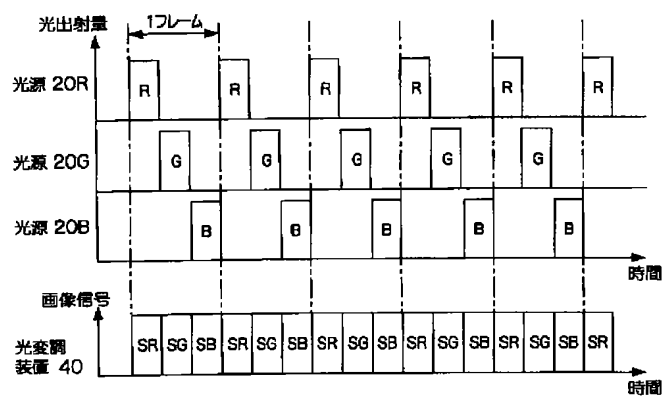 光出射量
1フレーム
光源 20R
R R R R R R
光源 20G
G G G G G
光源 20B
B B B B B
時間
画像信号
光変調
装置 40
SR SG SB SR SG SB SR SG SB SR SG SB SR SG SB SR
時間